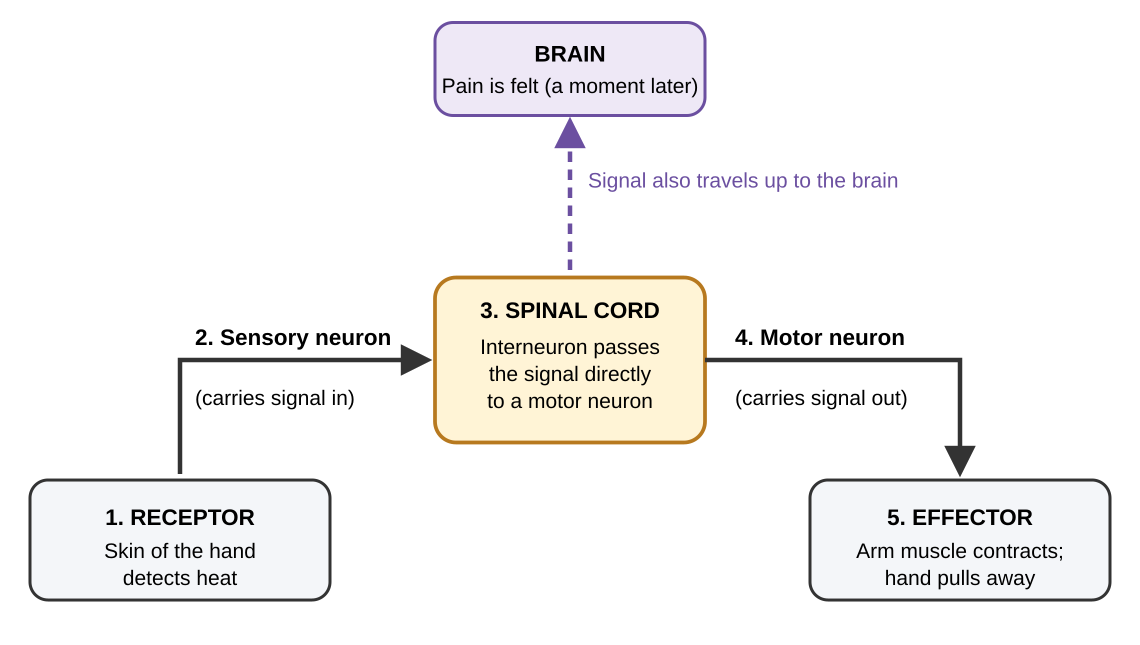 BRAIN
Pain is felt (a moment later)
Signal also travels up to the brain
2. Sensory neuron
(carries signal in)
3. SPINAL CORD
Interneuron passes
the signal directly
to a motor neuron
4. Motor neuron
(carries signal out)
1. RECEPTOR
Skin of the hand
detects heat
5. EFFECTOR
Arm muscle contracts;
hand pulls away